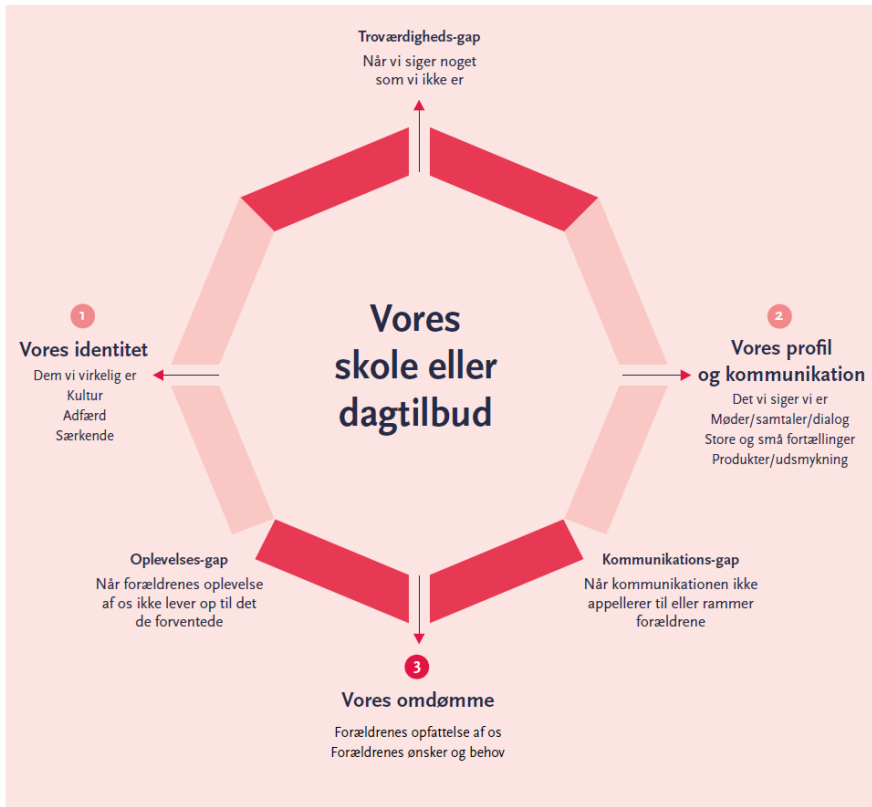 Troværdigheds-gap
Når vi siger noget
som vi ikke er
1
Vores identitet
Dem vi virkelig er
Kultur
Adfærd
Særkende
Vores
skole eller
dagtilbud
2
Vores profil
og kommunikation
Det vi siger vi er
Møder/samtaler/dialog
Store og små fortællinger
Produkter/udsmykning
Oplevelses-gap
Når forældrenes oplevelse
af os ikke lever op til det
de forventede
Kommunikations-gap
Når kommunikationen ikke
appellerer til eller rammer
forældrene
3
Vores omdømme
Forældrenes opfattelse af os
Forældrenes ønsker og behov